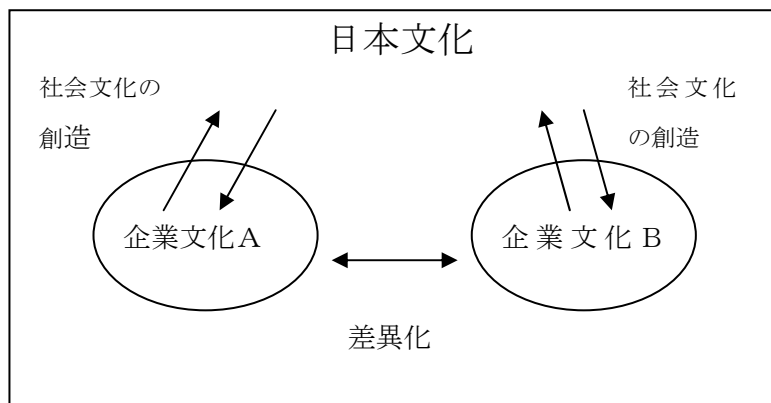 日本文化
社会文化の
創造
社会文化
の創造
企業文化A
企業文化B
差異化